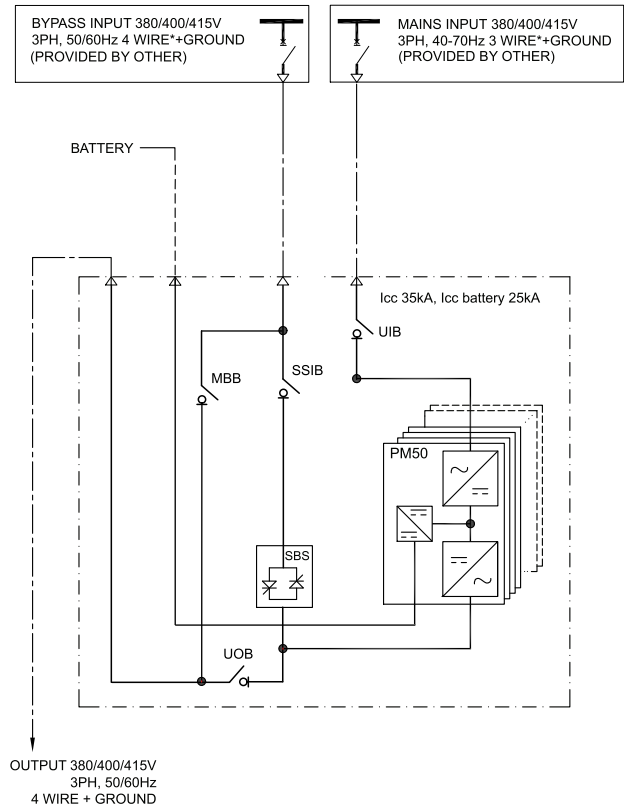 BYPASS INPUT 380/400/415V
3PH, 50/60Hz 4 WIRE*+GROUND
(PROVIDED BY OTHER)
MAINS INPUT 380/400/415V
3PH, 40-70Hz 3 WIRE*+GROUND
(PROVIDED BY OTHER)
BATTERY
Icc 35kA, Icc battery 25kA
UIB
MBB
SSIB
PM50
SBS
UOB
OUTPUT 380/400/415V
3PH, 50/60Hz
4 WIRE + GROUND